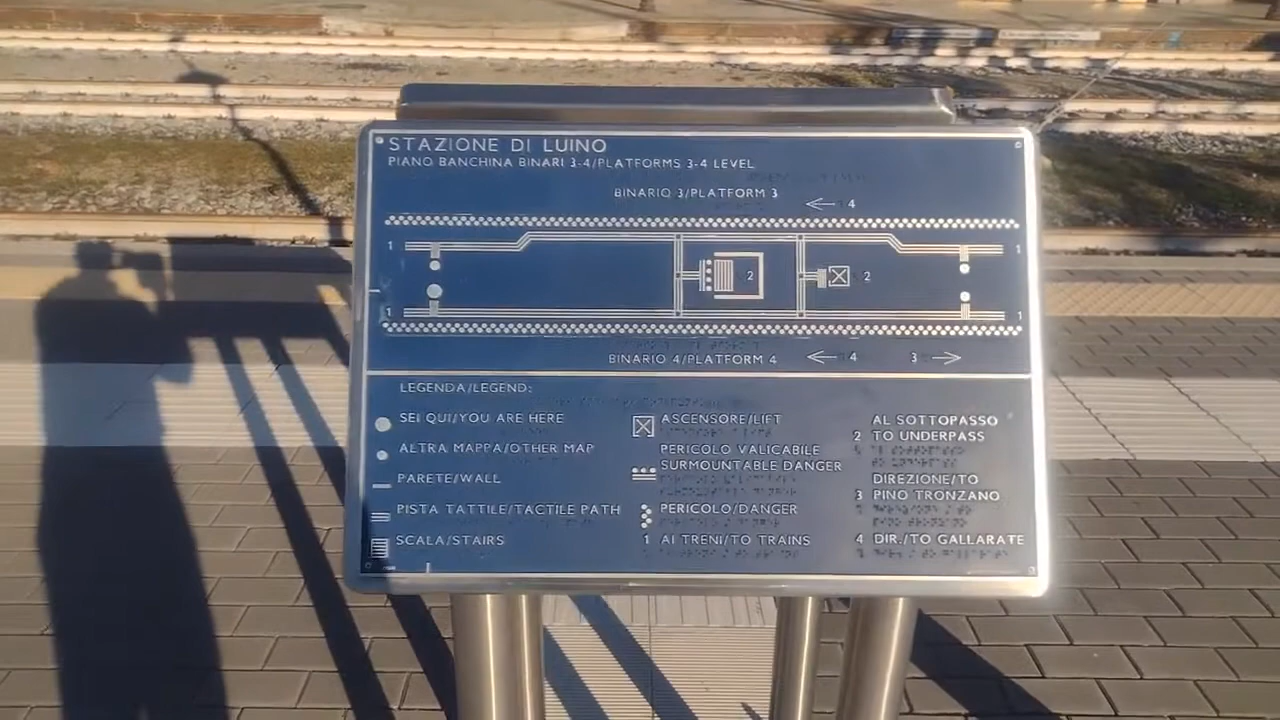 STAZIONE DI LUINO
PIANO BANCHINA BINARI 3-4/PLATFORMS 3-4 LEVEL
BINARIO 3/PLATFORM 3
← 4
1
1
2
2
1
1
BINARIO 4/PLATFORM 4
← 4
3 →
LEGENDA/LEGEND:
SEI QUI/YOU ARE HERE
ALTRA MAPPA/OTHER MAP
PARETE/WALL
PISTA TATTILE/TACTILE PATH
SCALA/STAIRS
ASCENSORE/LIFT
PERICOLO VALICABILE
SURMOUNTABLE DANGER
PERICOLO/DANGER
1 AI TRENI/TO TRAINS
AL SOTTOPASSO
2 TO UNDERPASS
DIREZIONE/TO
3 PINO TRONZANO
4 DIR./TO GALLARATE